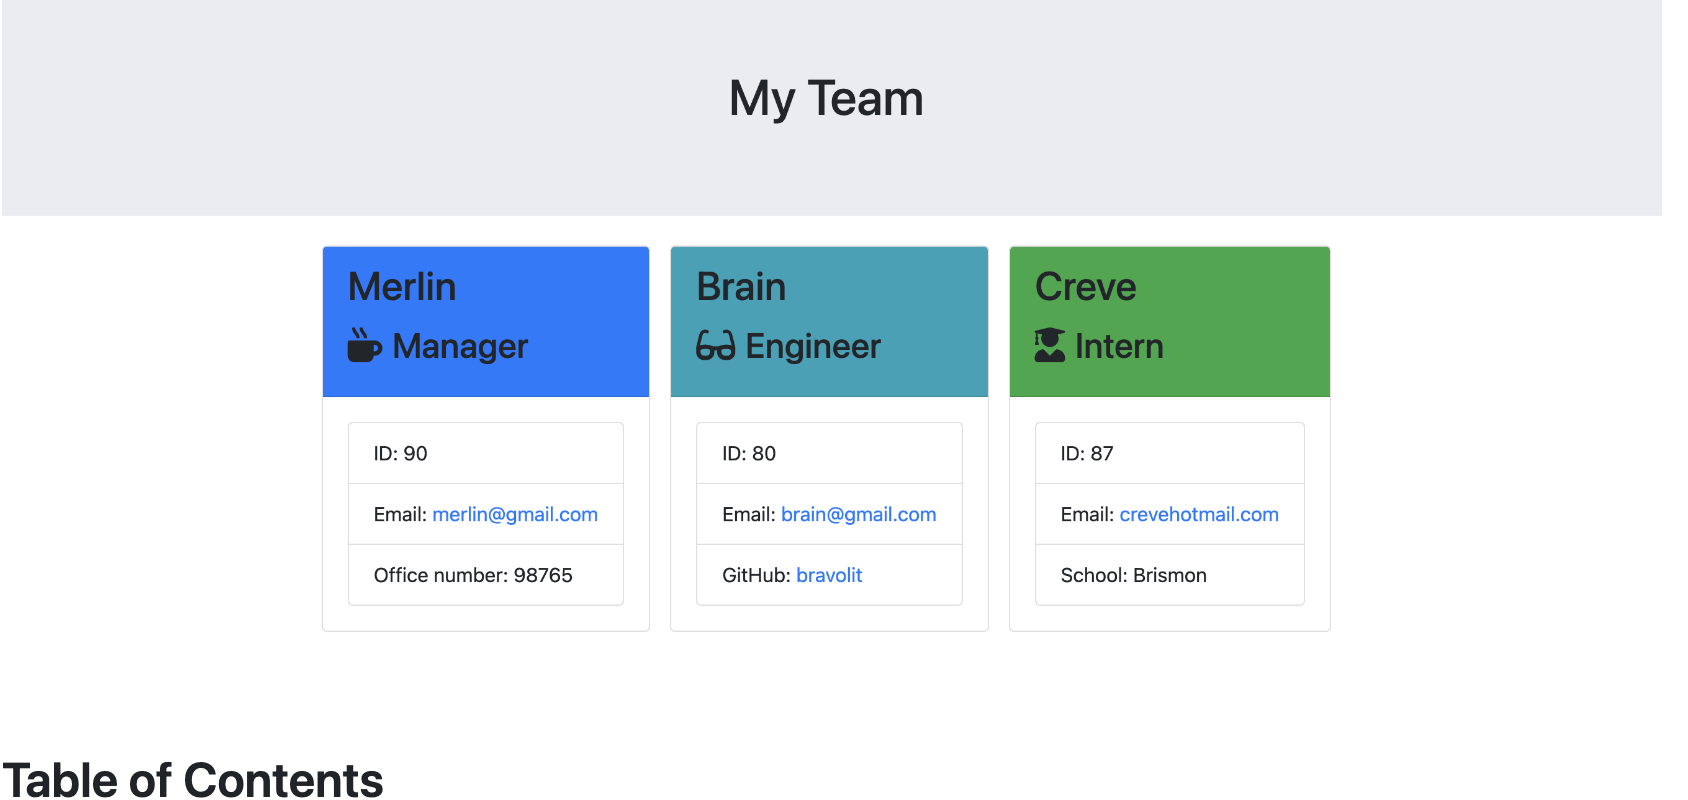 My Team
Merlin
Manager
ID: 90
Email: merlin@gmail.com
Office number: 98765
Brain
Engineer
ID: 80
Email: brain@gmail.com
GitHub: bravolit
Creve
Intern
ID: 87
Email: crevehotmail.com
School: Brismon
Table of Contents